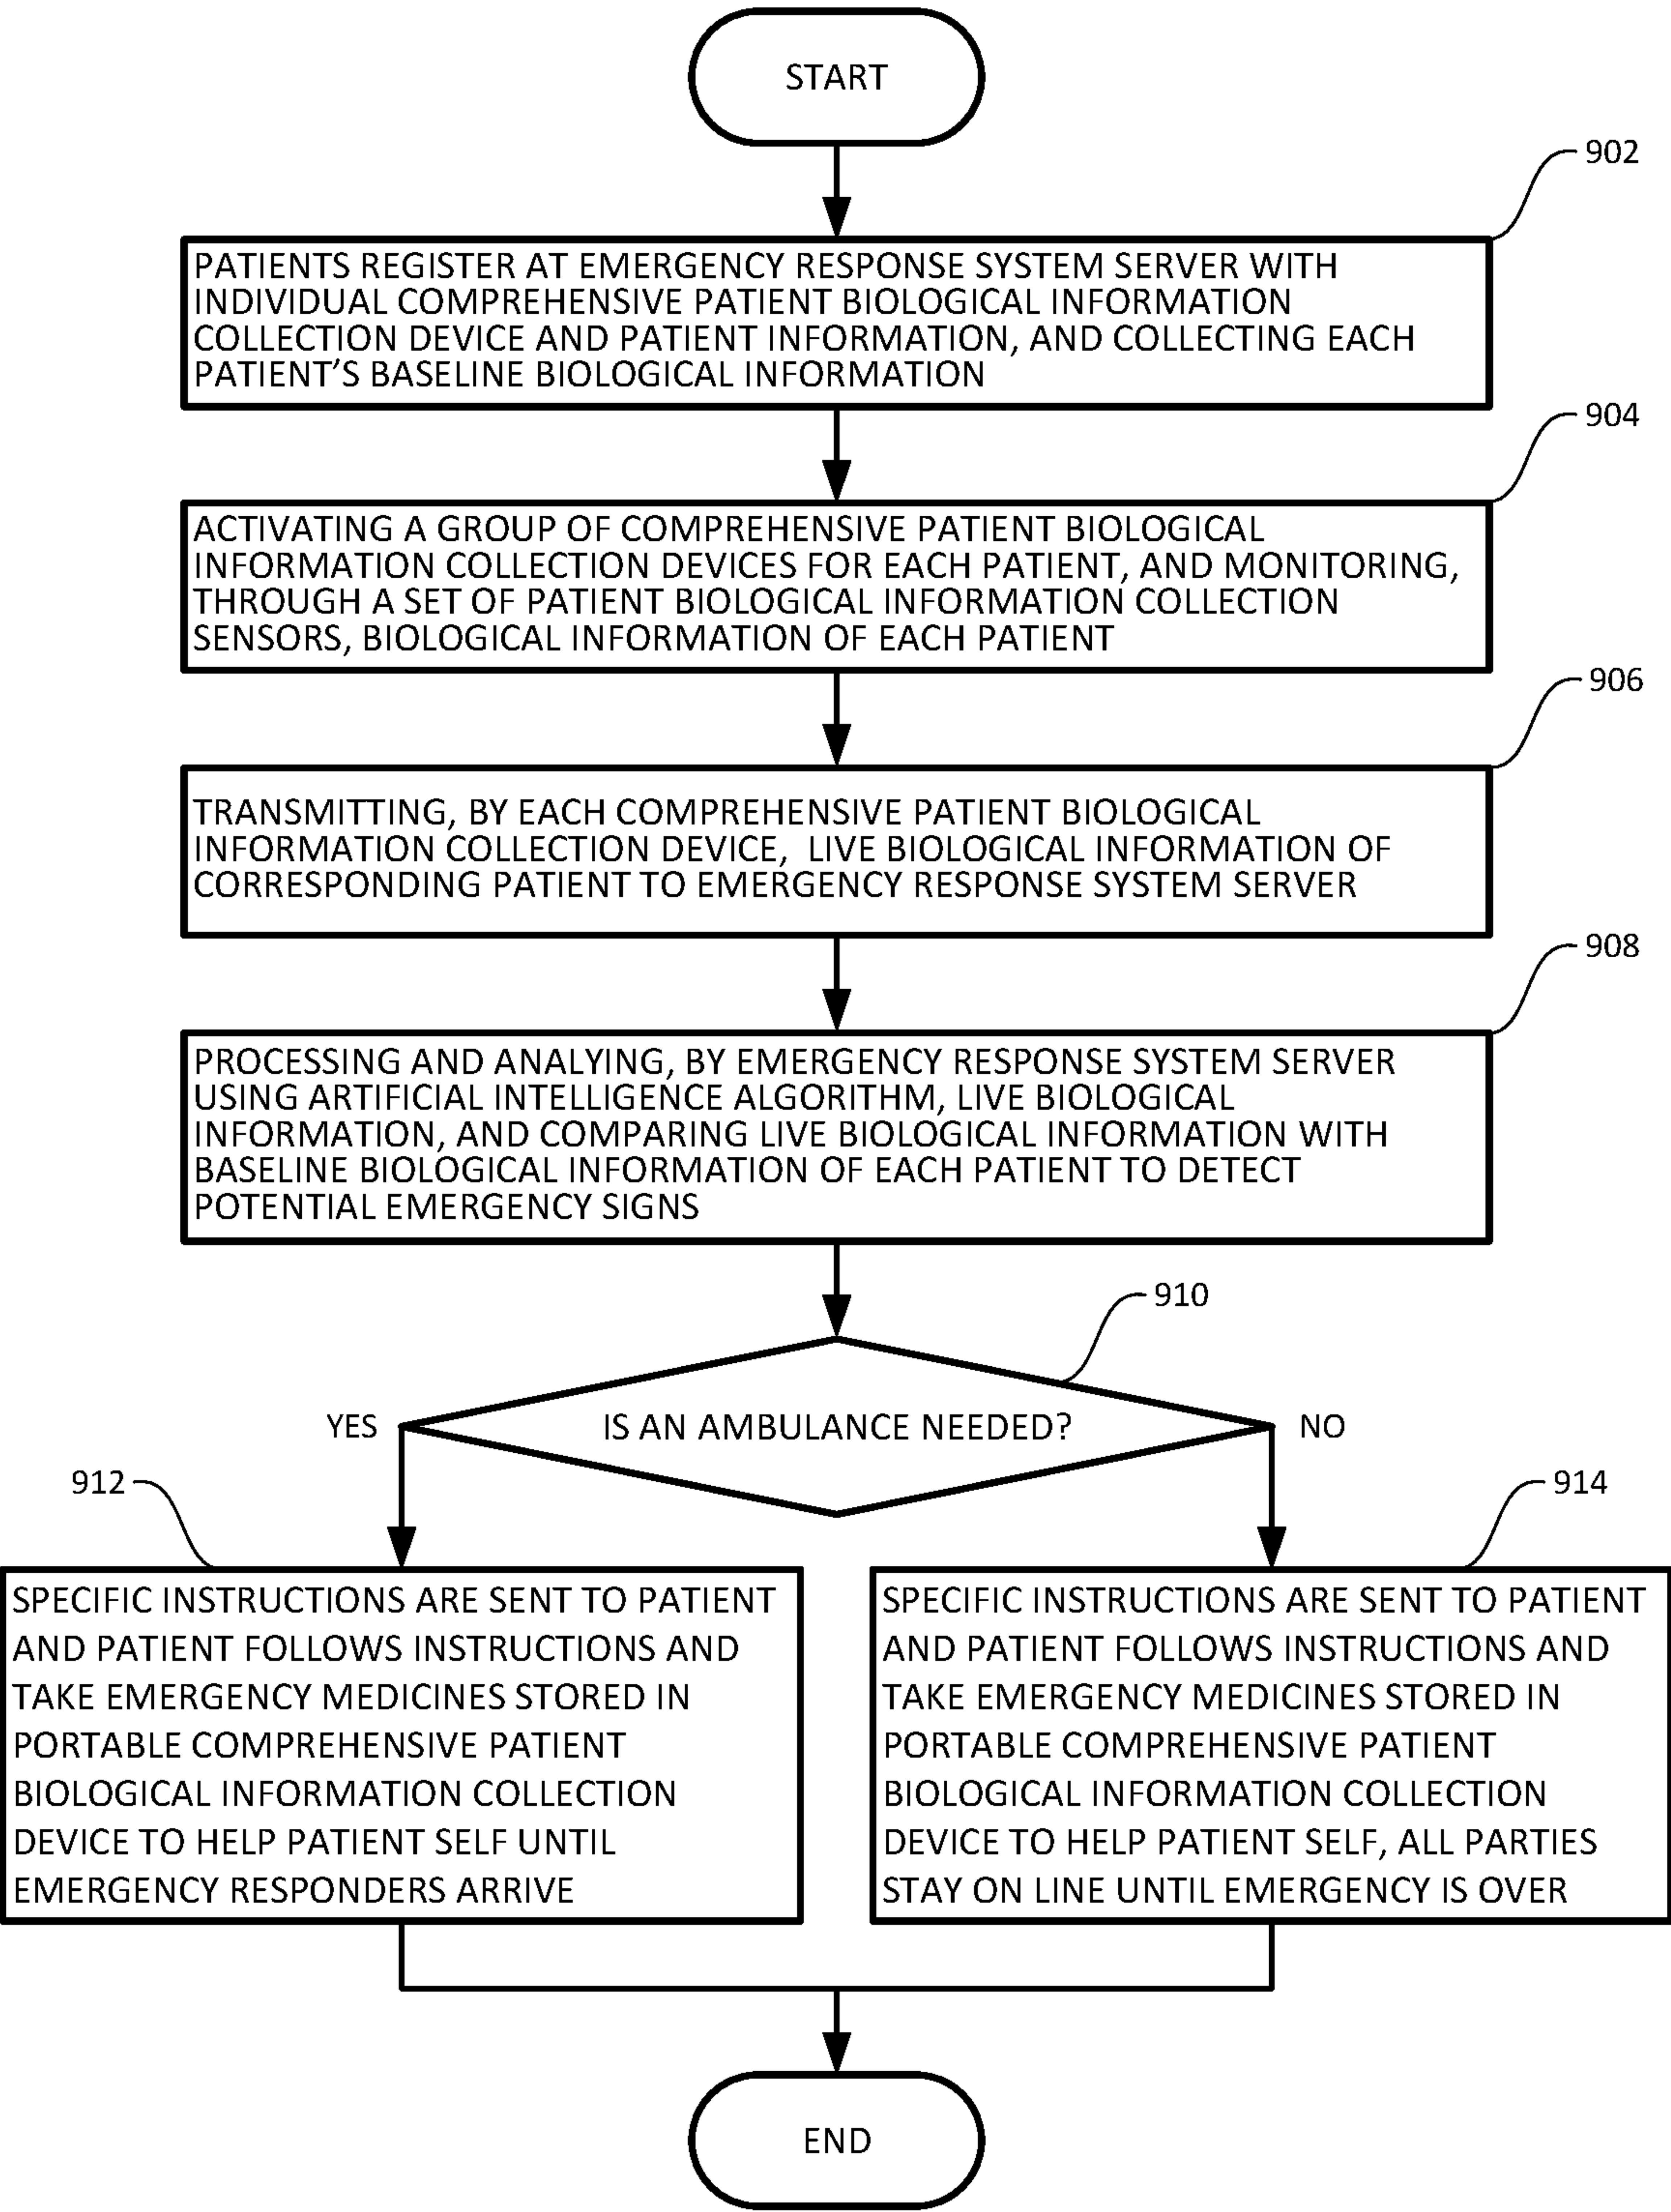 START
902
PATIENTS REGISTER AT EMERGENCY RESPONSE SYSTEM SERVER WITH
INDIVIDUAL COMPREHENSIVE PATIENT BIOLOGICAL INFORMATION
COLLECTION DEVICE AND PATIENT INFORMATION, AND COLLECTING EACH
PATIENT'S BASELINE BIOLOGICAL INFORMATION
904
ACTIVATING A GROUP OF COMPREHENSIVE PATIENT BIOLOGICAL
INFORMATION COLLECTION DEVICES FOR EACH PATIENT, AND MONITORING,
THROUGH A SET OF PATIENT BIOLOGICAL INFORMATION COLLECTION
SENSORS, BIOLOGICAL INFORMATION OF EACH PATIENT
906
TRANSMITTING, BY EACH COMPREHENSIVE PATIENT BIOLOGICAL
INFORMATION COLLECTION DEVICE, LIVE BIOLOGICAL INFORMATION OF
CORRESPONDING PATIENT TO EMERGENCY RESPONSE SYSTEM SERVER
908
PROCESSING AND ANALYING, BY EMERGENCY RESPONSE SYSTEM SERVER
USING ARTIFICIAL INTELLIGENCE ALGORITHM, LIVE BIOLOGICAL
INFORMATION, AND COMPARING LIVE BIOLOGICAL INFORMATION WITH
BASELINE BIOLOGICAL INFORMATION OF EACH PATIENT TO DETECT
POTENTIAL EMERGENCY SIGNS
910
YES
IS AN AMBULANCE NEEDED?
NO
912
SPECIFIC INSTRUCTIONS ARE SENT TO PATIENT
AND PATIENT FOLLOWS INSTRUCTIONS AND
TAKE EMERGENCY MEDICINES STORED IN
PORTABLE COMPREHENSIVE PATIENT
BIOLOGICAL INFORMATION COLLECTION
DEVICE TO HELP PATIENT SELF UNTIL
EMERGENCY RESPONDERS ARRIVE
914
SPECIFIC INSTRUCTIONS ARE SENT TO PATIENT
AND PATIENT FOLLOWS INSTRUCTIONS AND
TAKE EMERGENCY MEDICINES STORED IN
PORTABLE COMPREHENSIVE PATIENT
BIOLOGICAL INFORMATION COLLECTION
DEVICE TO HELP PATIENT SELF, ALL PARTIES
STAY ON LINE UNTIL EMERGENCY IS OVER
END